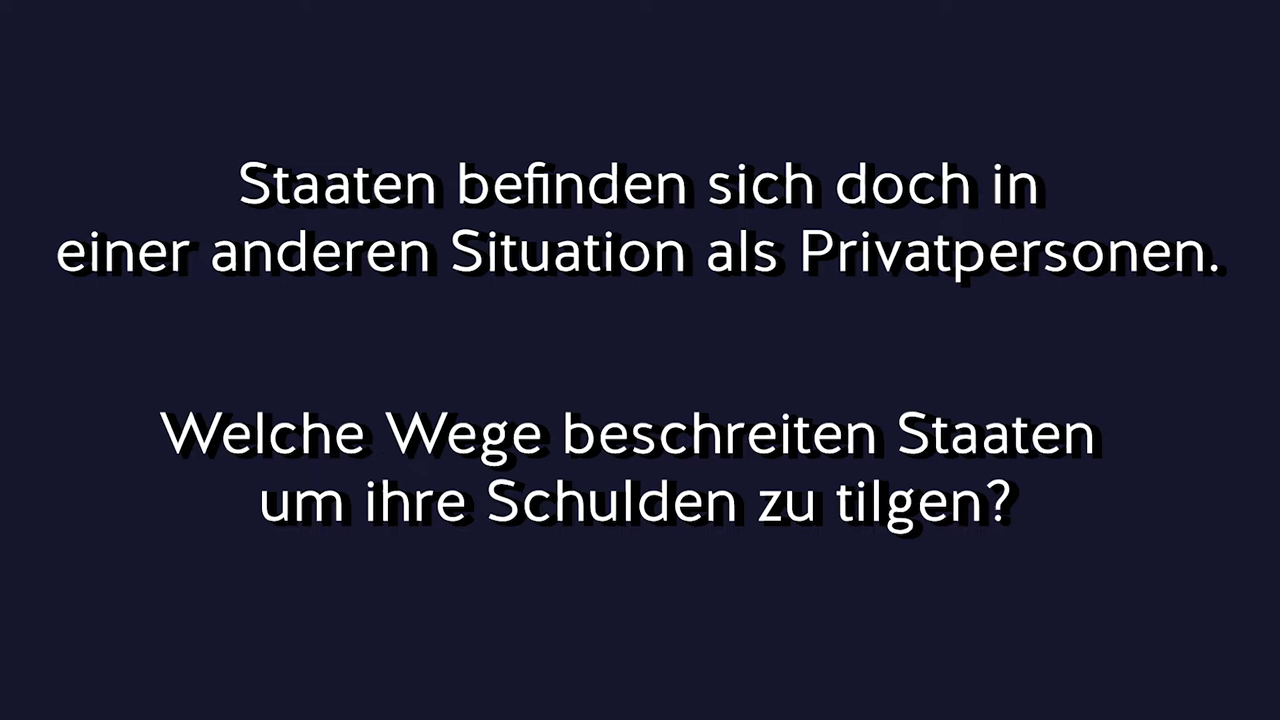 Staaten befinden sich doch in
einer anderen Situation als Privatpersonen.
Welche Wege beschreiten Staaten
um ihre Schulden zu tilgen?